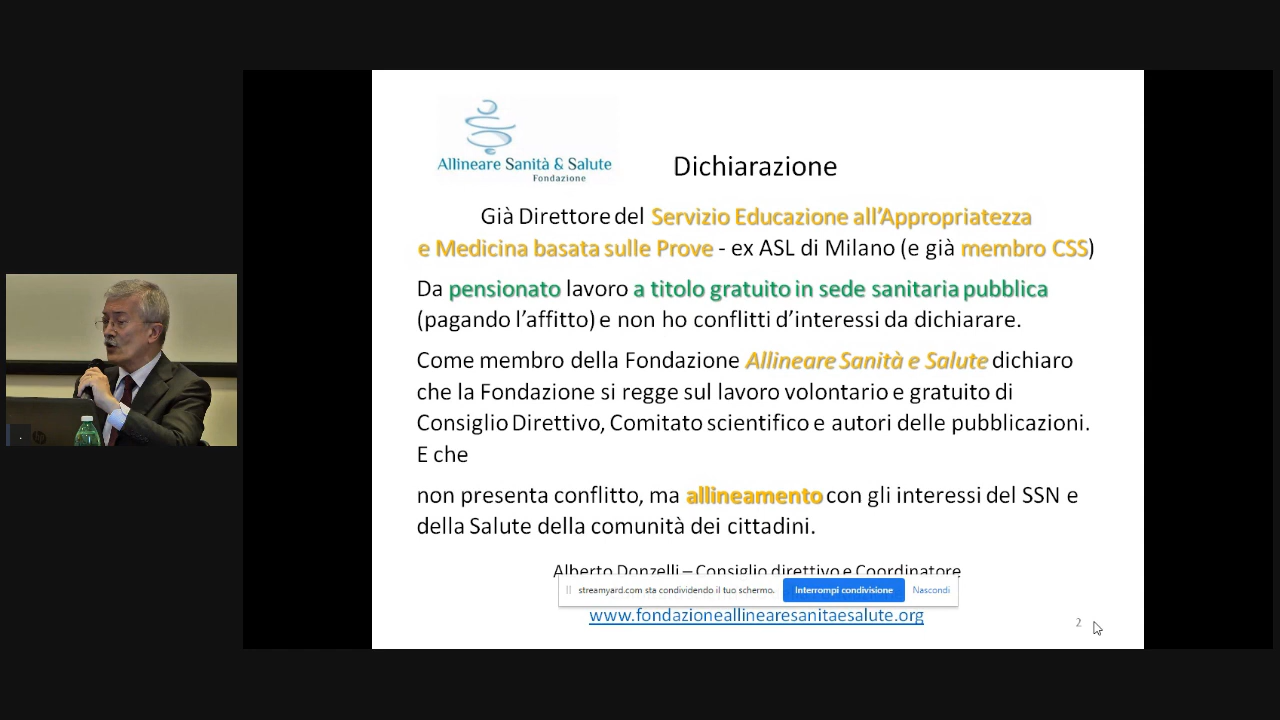 Allineare Sanità & Salute
Fondazione
Dichiarazione
Già Direttore del Servizio Educazione all'Appropriatezza
e Medicina basata sulle Prove - ex ASL di Milano (e già membro CSS)
Da pensionato lavoro a titolo gratuito in sede sanitaria pubblica
(pagando l'affitto) e non ho conflitti d'interessi da dichiarare.
Come membro della Fondazione Allineare Sanità e Salute dichiaro
che la Fondazione si regge sul lavoro volontario e gratuito di
Consiglio Direttivo, Comitato scientifico e autori delle pubblicazioni.
E che
non presenta conflitto, ma allineamento con gli interessi del SSN e
della Salute della comunità dei cittadini.
Alberto Donzelli – Consiglio direttivo e Coordinatore
streamyard.com sta condividendo il tuo schermo. Interrompi condivisione Nascondi
www.fondazioneallinearesanitaesalute.org
2